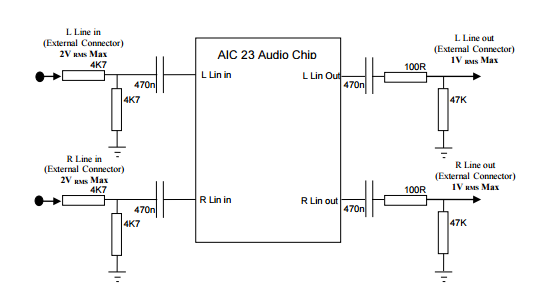 L Line in
(External Connector)
2V RMS Max
4K7
470n
4K7
AIC 23 Audio Chip
L Line in
L Line Out
470n
100R
L Line out
(External Connector)
1V RMS Max
47K
R Line in
(External Connector)
2V RMS Max
4K7
470n
4K7
R Lin in
R Lin out
470n
100R
R Line out
(External Connector)
1V RMS Max
47K